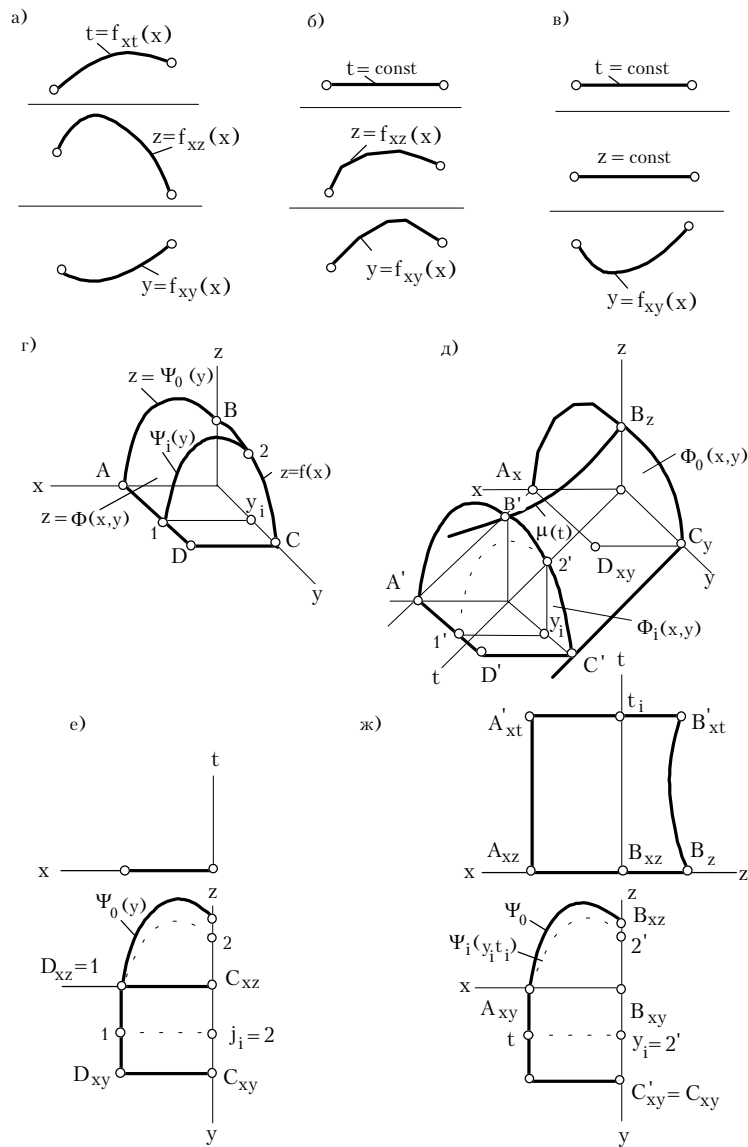 а)
t=f_xt(x)
z=f_xz(x)
y=f_xy(x)
б)
t=const
z=f_xz(x)
y=f_xy(x)
в)
t=const
z=const
y=f_xy(x)
г)
z
z=Ψ_0(y)
B
Ψ_i(y)
2
A
x
z=f(x)
z=Φ(x,y)
1
y_i
D
C
y
д)
z
B_z
A_x
Φ_0(x,y)
x
B'
μ(t)
C_y
D_xy
2'
A'
y
y_i
Φ_i(x,y)
1'
t
D'
C'
е)
t
x
z
Ψ_0(y)
2
D_xz=1
C_xz
1
j_i=2
D_xy
C_xy
y
ж)
t
A'_xt
t_i
B'_xt
A_xz
B_xz
B_z
x
z
z
Ψ_0
B_xz
Ψ_i(y_i t_i)
2'
x
A_xy
B_xy
t
y_i=2'
C'_xy=C_xy
y